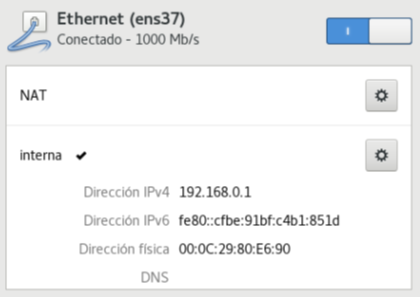 Ethernet (ens37)
Conectado - 1000 Mb/s
NAT
interna ✔
Dirección IPv4 192.168.0.1
Dirección IPv6 fe80::cfbe:91bf:c4b1:851d
Dirección física 00:0C:29:80:E6:90
DNS